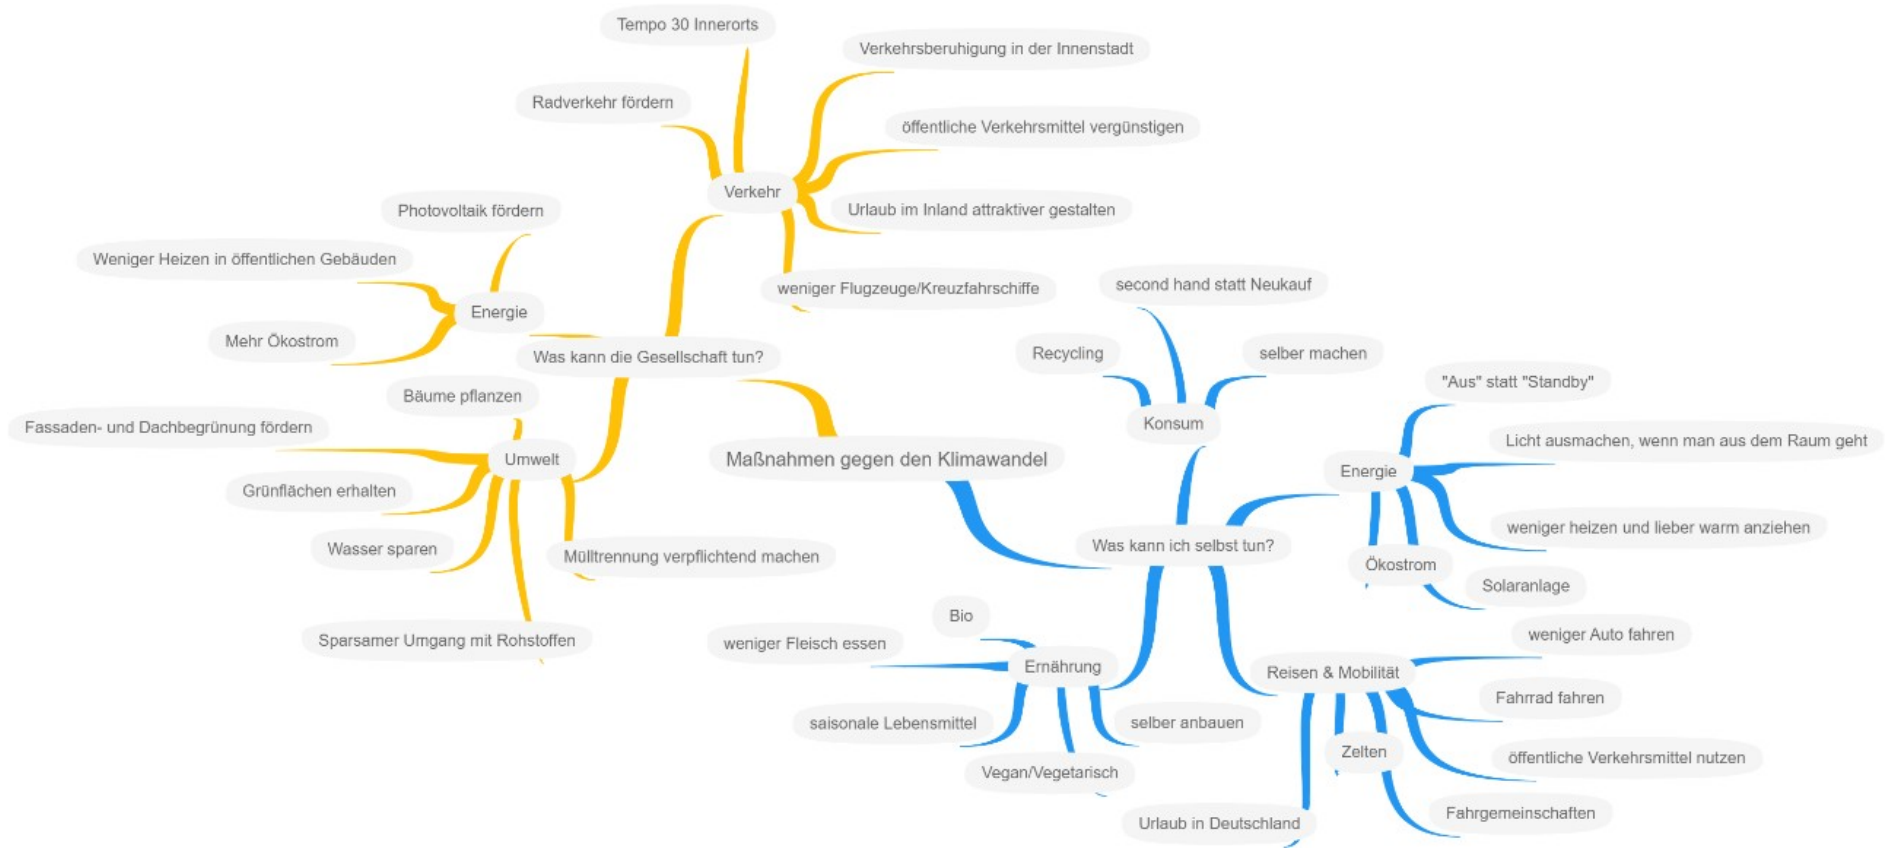 Maßnahmen gegen den Klimawandel
Was kann die Gesellschaft tun?
Verkehr
Tempo 30 Innerorts
Radverkehr fördern
Verkehrsberuhigung in der Innenstadt
öffentliche Verkehrsmittel vergünstigen
Urlaub im Inland attraktiver gestalten
weniger Flugzeuge/Kreuzfahrschiffe
Energie
Photovoltaik fördern
Weniger Heizen in öffentlichen Gebäuden
Mehr Ökostrom
Umwelt
Bäume pflanzen
Fassaden- und Dachbegrünung fördern
Grünflächen erhalten
Wasser sparen
Sparsamer Umgang mit Rohstoffen
Mülltrennung verpflichtend machen
Was kann ich selbst tun?
Konsum
second hand statt Neukauf
Recycling
selber machen
Energie
"Aus" statt "Standby"
Licht ausmachen, wenn man aus dem Raum geht
weniger heizen und lieber warm anziehen
Ökostrom
Solaranlage
Ernährung
Bio
weniger Fleisch essen
saisonale Lebensmittel
Vegan/Vegetarisch
selber anbauen
Reisen & Mobilität
weniger Auto fahren
Fahrrad fahren
öffentliche Verkehrsmittel nutzen
Zelten
Fahrgemeinschaften
Urlaub in Deutschland